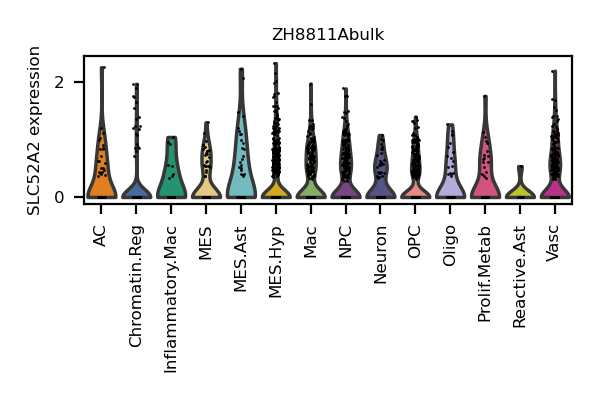 ZH8811Abulk
SLC52A2 expression
2
0
AC
Chromatin.Reg
Inflammatory.Mac
MES
MES.Ast
MES.Hyp
Mac
NPC
Neuron
OPC
Oligo
Prolif.Metab
Reactive.Ast
Vasc